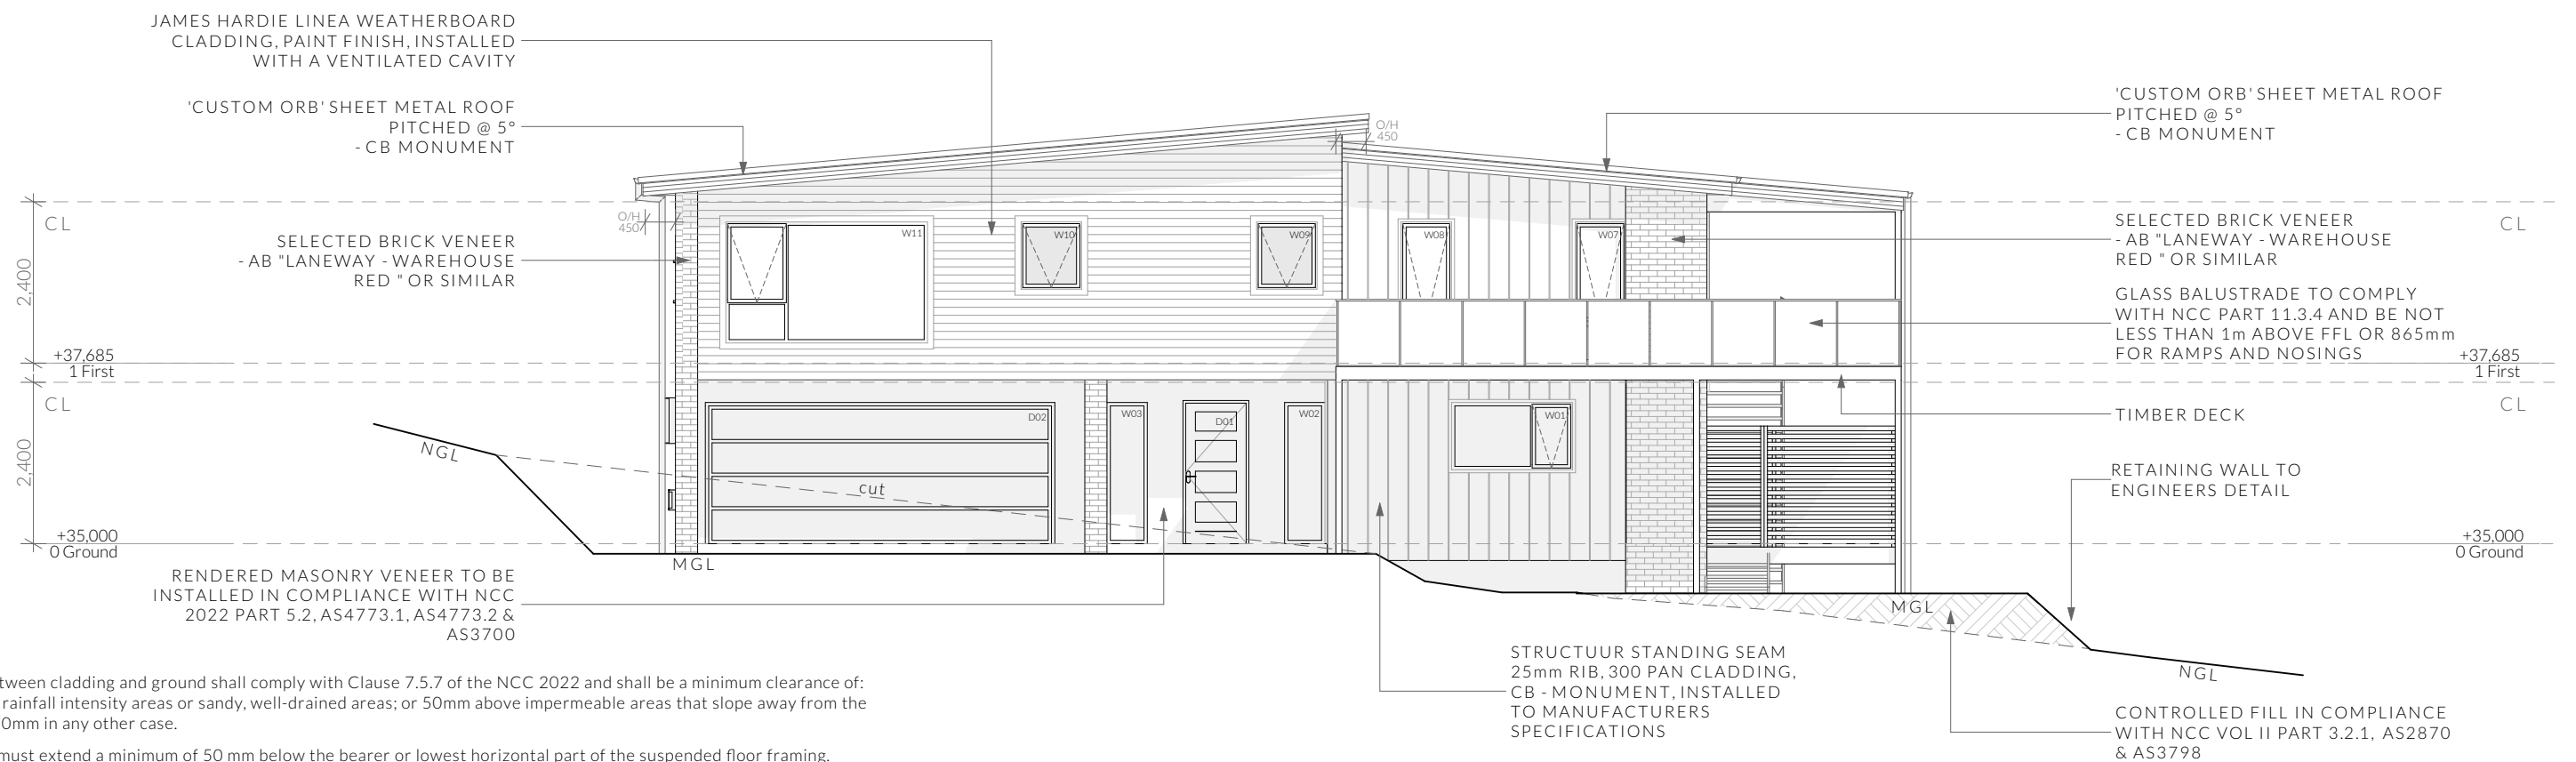 JAMES HARDIE LINEA WEATHERBOARD
CLADDING, PAINT FINISH, INSTALLED
WITH A VENTILATED CAVITY
'CUSTOM ORB' SHEET METAL ROOF
PITCHED @ 5°
- CB MONUMENT
SELECTED BRICK VENEER
- AB "LANEWAY - WAREHOUSE
RED " OR SIMILAR
O/H
450
O/H
450
'CUSTOM ORB' SHEET METAL ROOF
PITCHED @ 5°
- CB MONUMENT
SELECTED BRICK VENEER
- AB "LANEWAY - WAREHOUSE
RED " OR SIMILAR
GLASS BALUSTRADE TO COMPLY
WITH NCC PART 11.3.4 AND BE NOT
LESS THAN 1m ABOVE FFL OR 865mm
FOR RAMPS AND NOSINGS
TIMBER DECK
RETAINING WALL TO
ENGINEERS DETAIL
CL
2,400
+37,685
1 First
CL
2,400
+35,000
0 Ground
CL
+37,685
1 First
CL
+35,000
0 Ground
W11
W10
W09
W08
W07
D02
W03
D01
W02
W01
NGL
cut
MGL
MGL
NGL
RENDERED MASONRY VENEER TO BE
INSTALLED IN COMPLIANCE WITH NCC
2022 PART 5.2, AS4773.1, AS4773.2 &
AS3700
STRUCTUUR STANDING SEAM
25mm RIB, 300 PAN CLADDING,
CB - MONUMENT, INSTALLED
TO MANUFACTURERS
SPECIFICATIONS
CONTROLLED FILL IN COMPLIANCE
WITH NCC VOL II PART 3.2.1, AS2870
& AS3798
tween cladding and ground shall comply with Clause 7.5.7 of the NCC 2022 and shall be a minimum clearance of:
rainfall intensity areas or sandy, well-drained areas; or 50mm above impermeable areas that slope away from the
0mm in any other case.
must extend a minimum of 50 mm below the bearer or lowest horizontal part of the suspended floor framing.